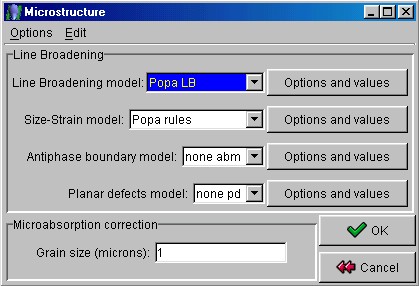 Microstructure
Options Edit
Line Broadening
Line Broadening model: Popa LB Options and values
Size-Strain model: Popa rules Options and values
Antiphase boundary model: none abm Options and values
Planar defects model: none pd Options and values
Microabsorption correction
Grain size (microns): 1
OK
Cancel